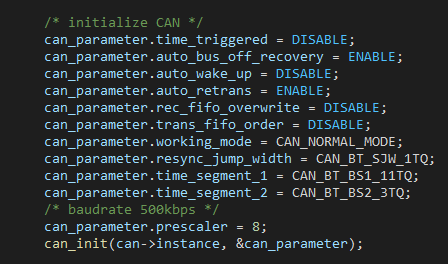 /* initialize CAN */
can_parameter.time_triggered = DISABLE;
can_parameter.auto_bus_off_recovery = ENABLE;
can_parameter.auto_wake_up = DISABLE;
can_parameter.auto_retrans = ENABLE;
can_parameter.rec_fifo_overwrite = DISABLE;
can_parameter.trans_fifo_order = DISABLE;
can_parameter.working_mode = CAN_NORMAL_MODE;
can_parameter.resync_jump_width = CAN_BT_SJW_1TQ;
can_parameter.time_segment_1 = CAN_BT_BS1_11TQ;
can_parameter.time_segment_2 = CAN_BT_BS2_3TQ;
/* baudrate 500kbps */
can_parameter.prescaler = 8;
can_init(can->instance, &can_parameter);